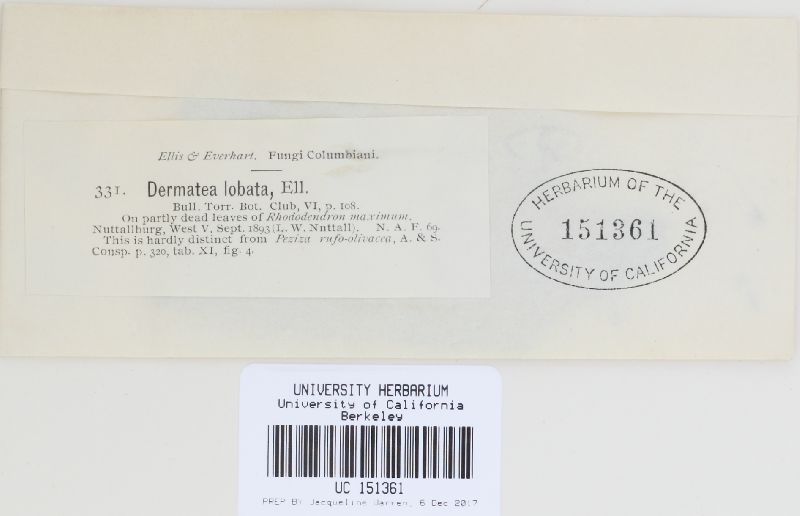 Ellis & Everhart. Fungi Columbiani.
331. Dermatea lobata, Ell.
Bull. Torr. Bot. Club, VI, p. 108.
On partly dead leaves of Rhododendron maximum.
Nuttallburg, West V, Sept. 1893 (L. W. Nuttall). N. A. F. 69.
This is hardly distinct from Peziza rufo-olivacea, A. & S.
Consp. p. 320, tab. XI, fig. 4.
HERBARIUM OF THE
151361
UNIVERSITY OF CALIFORNIA
UNIVERSITY HERBARIUM
University of California
Berkeley
UC 151361
PREP BY Jacqueline Warren, 6 Dec 2017